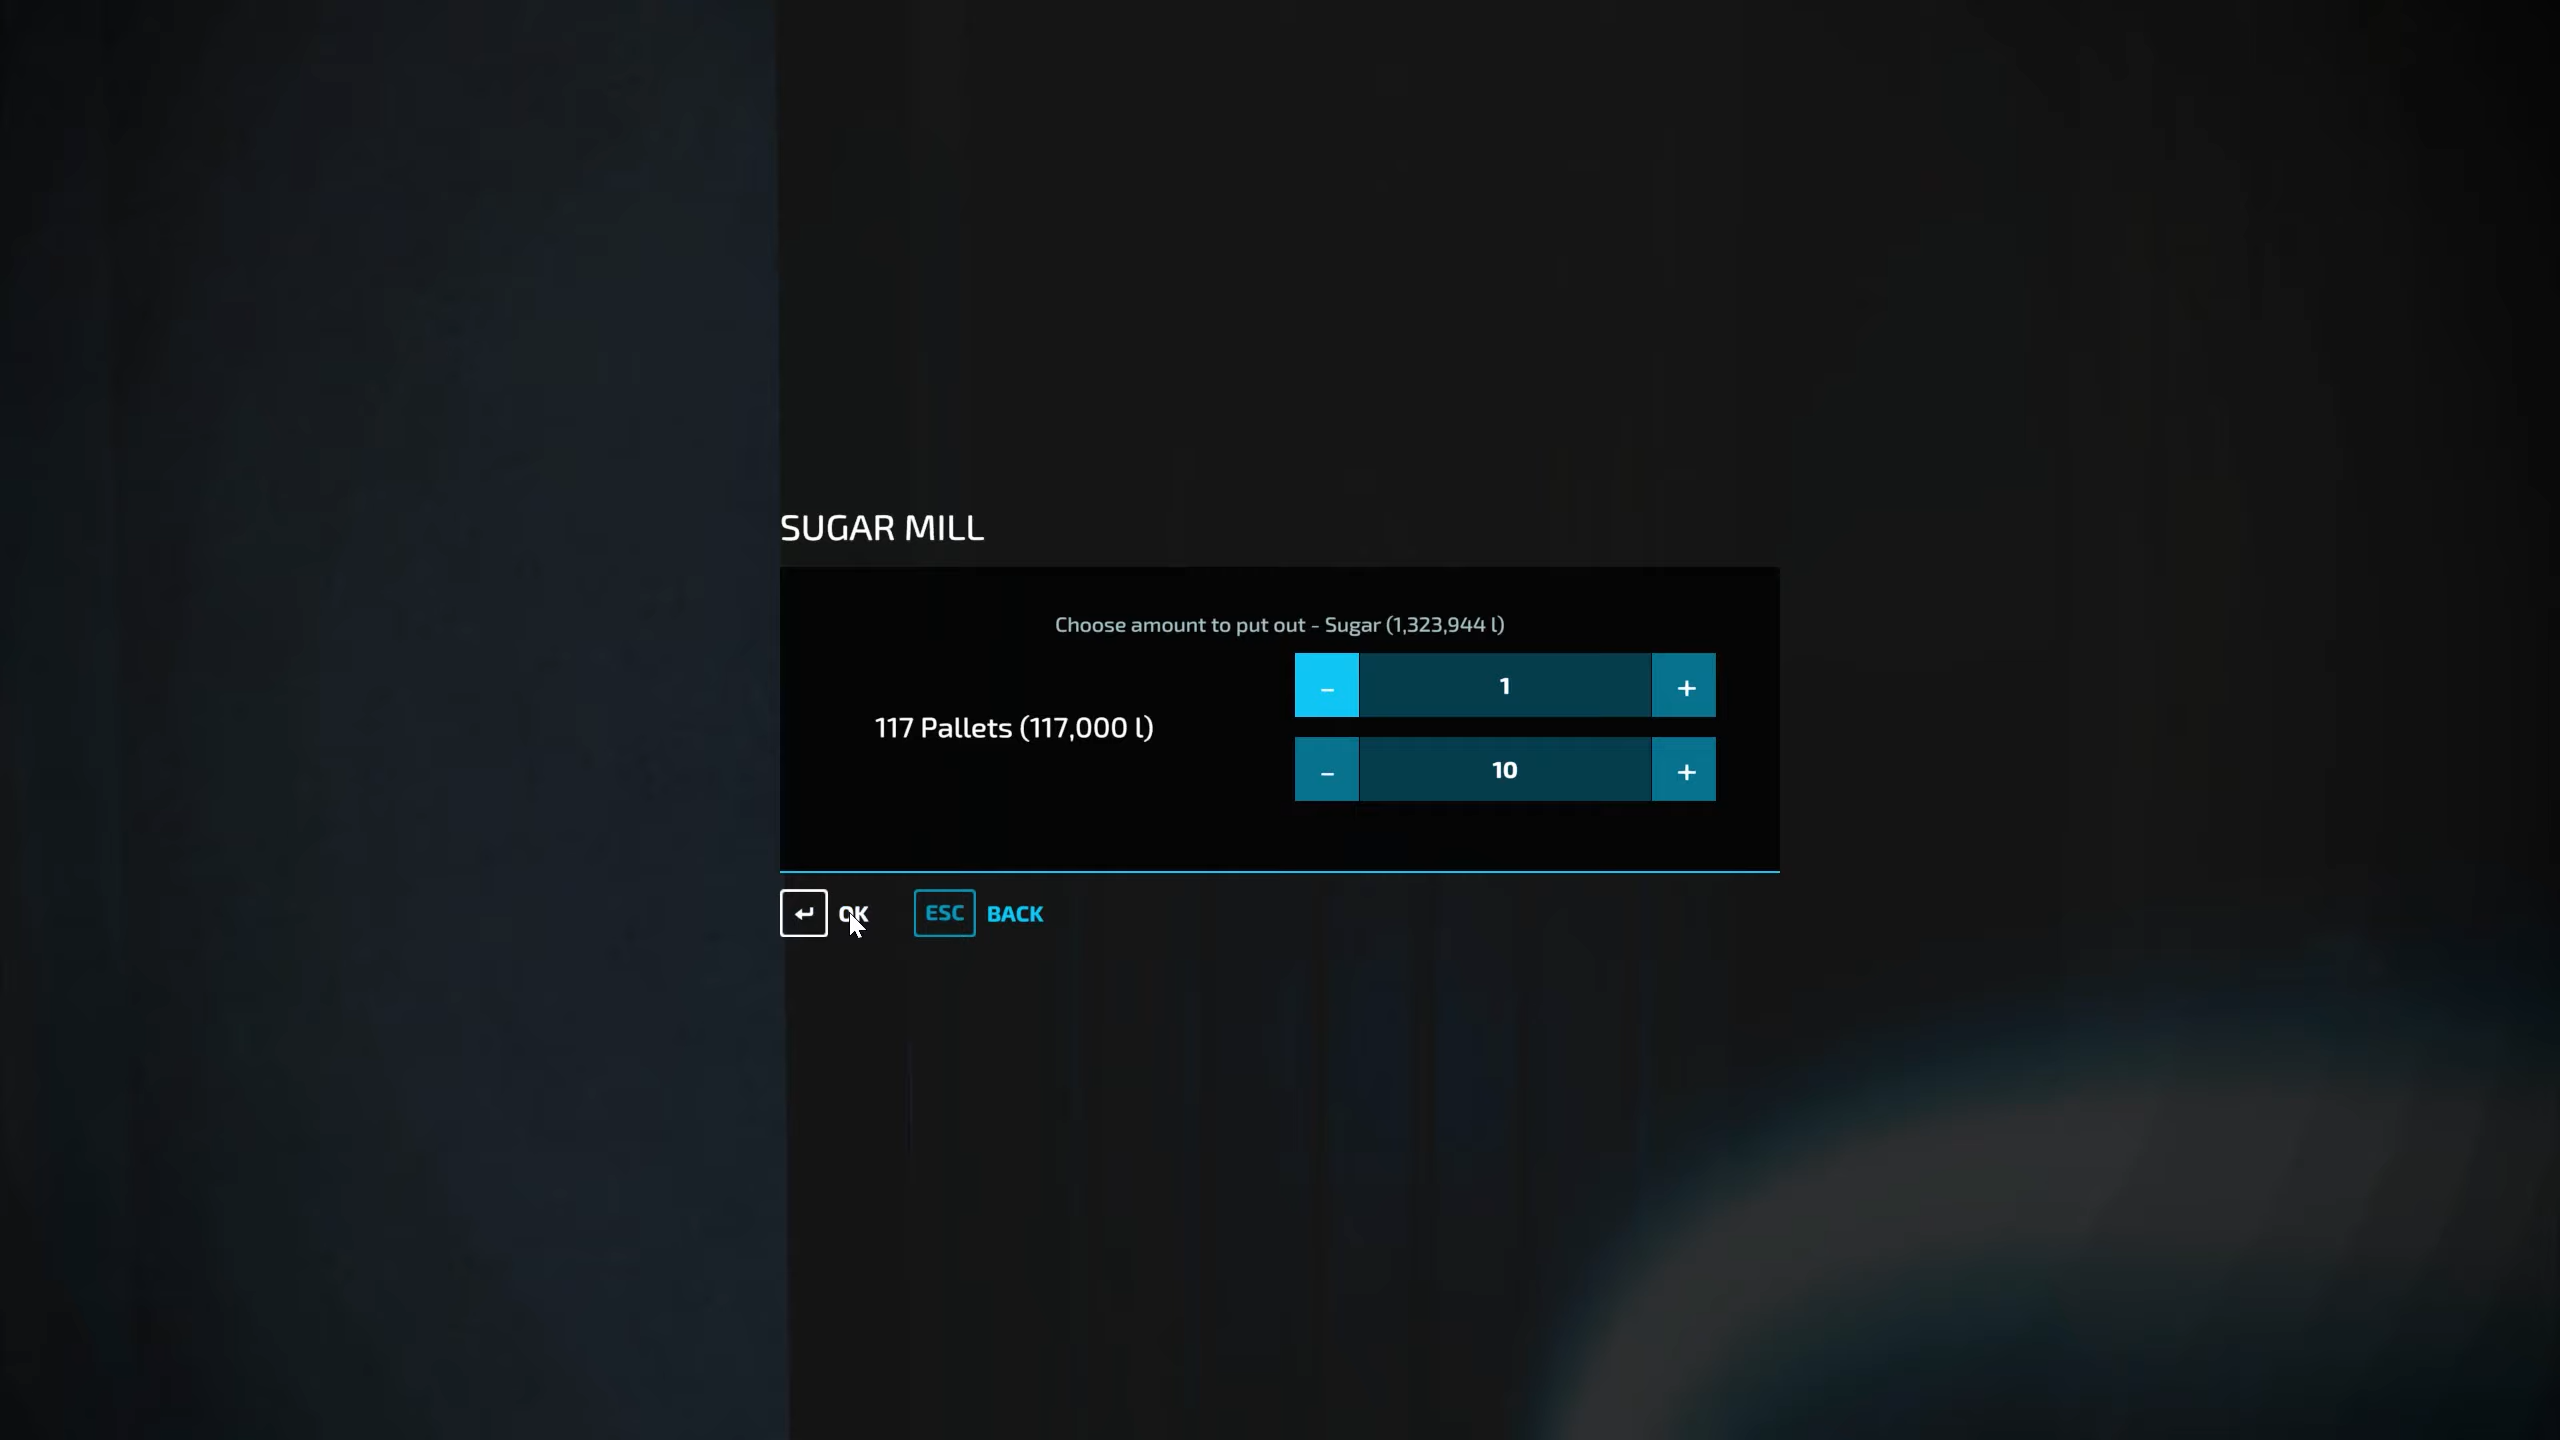 SUGAR MILL
Choose amount to put out - Sugar (1,323,944 l)
117 Pallets (117,000 l)
- 1 +
- 10 +
↵ OK ESC BACK